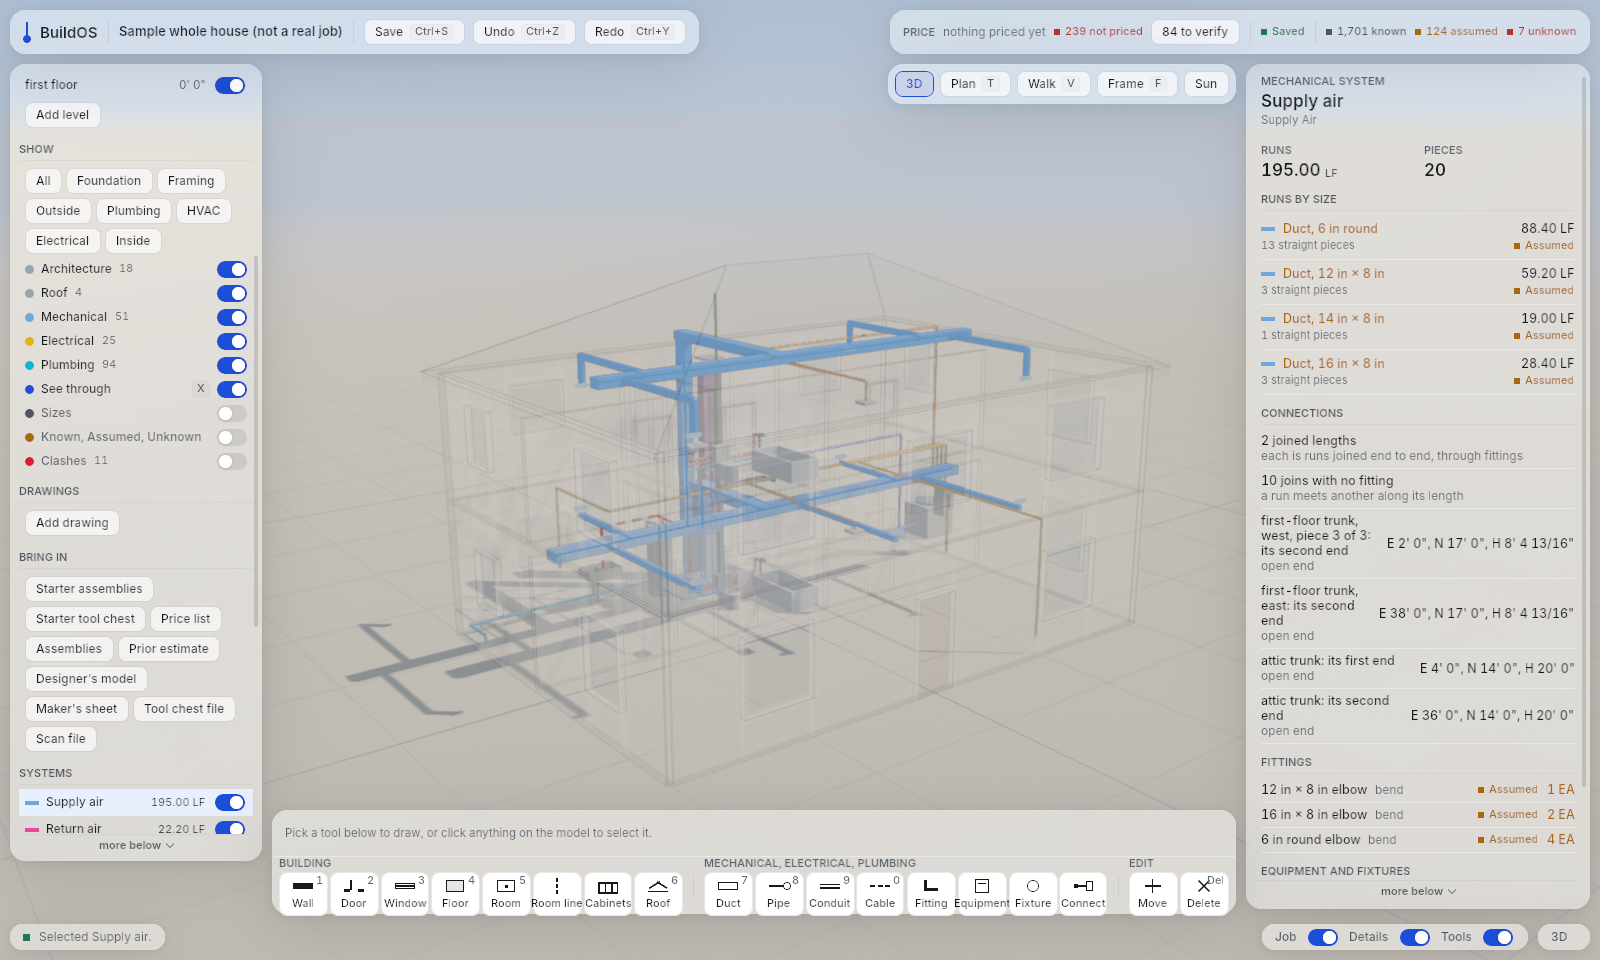 BuildOS
Sample whole house (not a real job)
Save Ctrl+S
Undo Ctrl+Z
Redo Ctrl+Y
PRICE nothing priced yet 239 not priced
84 to verify
Saved
1,701 known 124 assumed 7 unknown
first floor 0' 0"
Add level
SHOW
All Foundation Framing
Outside Plumbing HVAC
Electrical Inside
Architecture 18
Roof 4
Mechanical 51
Electrical 25
Plumbing 94
See through X
Sizes
Known, Assumed, Unknown
Clashes 11
DRAWINGS
Add drawing
BRING IN
Starter assemblies
Starter tool chest Price list
Assemblies Prior estimate
Designer's model
Maker's sheet Tool chest file
Scan file
SYSTEMS
Supply air 195.00 LF
Return air 22.20 LF
more below
Selected Supply air.
3D
Plan T
Walk V
Frame F
Sun
Pick a tool below to draw, or click anything on the model to select it.
BUILDING
Wall 1
Door 2
Window 3
Floor 4
Room 5
Room line
Cabinets
Roof 6
MECHANICAL, ELECTRICAL, PLUMBING
Duct 7
Pipe 8
Conduit 9
Cable 0
Fitting
Equipment
Fixture
Connect
EDIT
Move
Delete Del
MECHANICAL SYSTEM
Supply air
Supply Air
RUNS PIECES
195.00 LF 20
RUNS BY SIZE
Duct, 6 in round 88.40 LF
13 straight pieces Assumed
Duct, 12 in × 8 in 59.20 LF
3 straight pieces Assumed
Duct, 14 in × 8 in 19.00 LF
1 straight pieces Assumed
Duct, 16 in × 8 in 28.40 LF
3 straight pieces Assumed
CONNECTIONS
2 joined lengths
each is runs joined end to end, through fittings
10 joins with no fitting
a run meets another along its length
first-floor trunk,
west, piece 3 of 3:
its second end E 2' 0", N 17' 0", H 8' 4 13/16"
open end
first-floor trunk,
east: its second
end E 38' 0", N 17' 0", H 8' 4 13/16"
open end
attic trunk: its first end E 4' 0", N 14' 0", H 20' 0"
open end
attic trunk: its second
end E 36' 0", N 14' 0", H 20' 0"
open end
FITTINGS
12 in × 8 in elbow bend Assumed 1 EA
16 in × 8 in elbow bend Assumed 2 EA
6 in round elbow bend Assumed 4 EA
EQUIPMENT AND FIXTURES
more below
Job Details Tools
3D